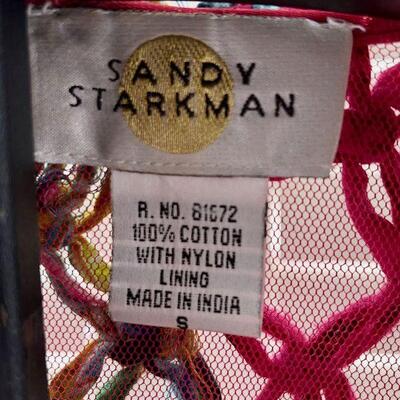 SANDY
STARKMAN
R. NO. 81672
100% COTTON
WITH NYLON
LINING
MADE IN INDIA
S